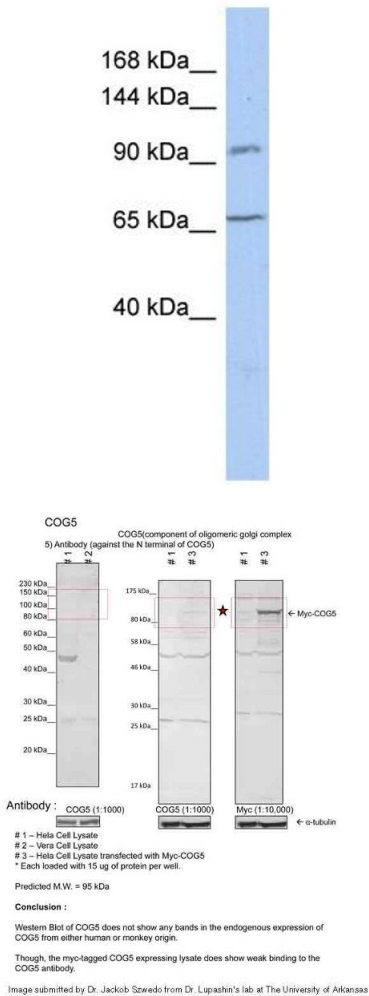 168 kDa
144 kDa
90 kDa
65 kDa
40 kDa
COG5
COG5(component of oligomeric golgi complex
5) Antibody (against the N terminal of COG5)
# 1 # 2 # 1 # 3 # 1 # 3
230 kDa
150 kDa
100 kDa
80 kDa
60 kDa
50 kDa
40 kDa
30 kDa
25 kDa
20 kDa
175 kDa
80 kDa
58 kDa
46 kDa
30 kDa
25 kDa
17 kDa
← Myc-COG5
Antibody : COG5 (1:1000) COG5 (1:1000) Myc (1:10,000)
← α-tubulin
# 1 – Hela Cell Lysate
# 2 – Vera Cell Lysate
# 3 – Hela Cell Lysate transfected with Myc-COG5
* Each loaded with 15 ug of protein per well.
Predicted M.W. = 95 kDa
Conclusion :
Western Blot of COG5 does not show any bands in the endogenous expression of
COG5 from either human or monkey origin.
Though, the myc-tagged COG5 expressing lysate does show weak binding to the
COG5 antibody.
Image submitted by Dr. Jackob Szwedo from Dr. Lupashin's lab at The University of Arkansas